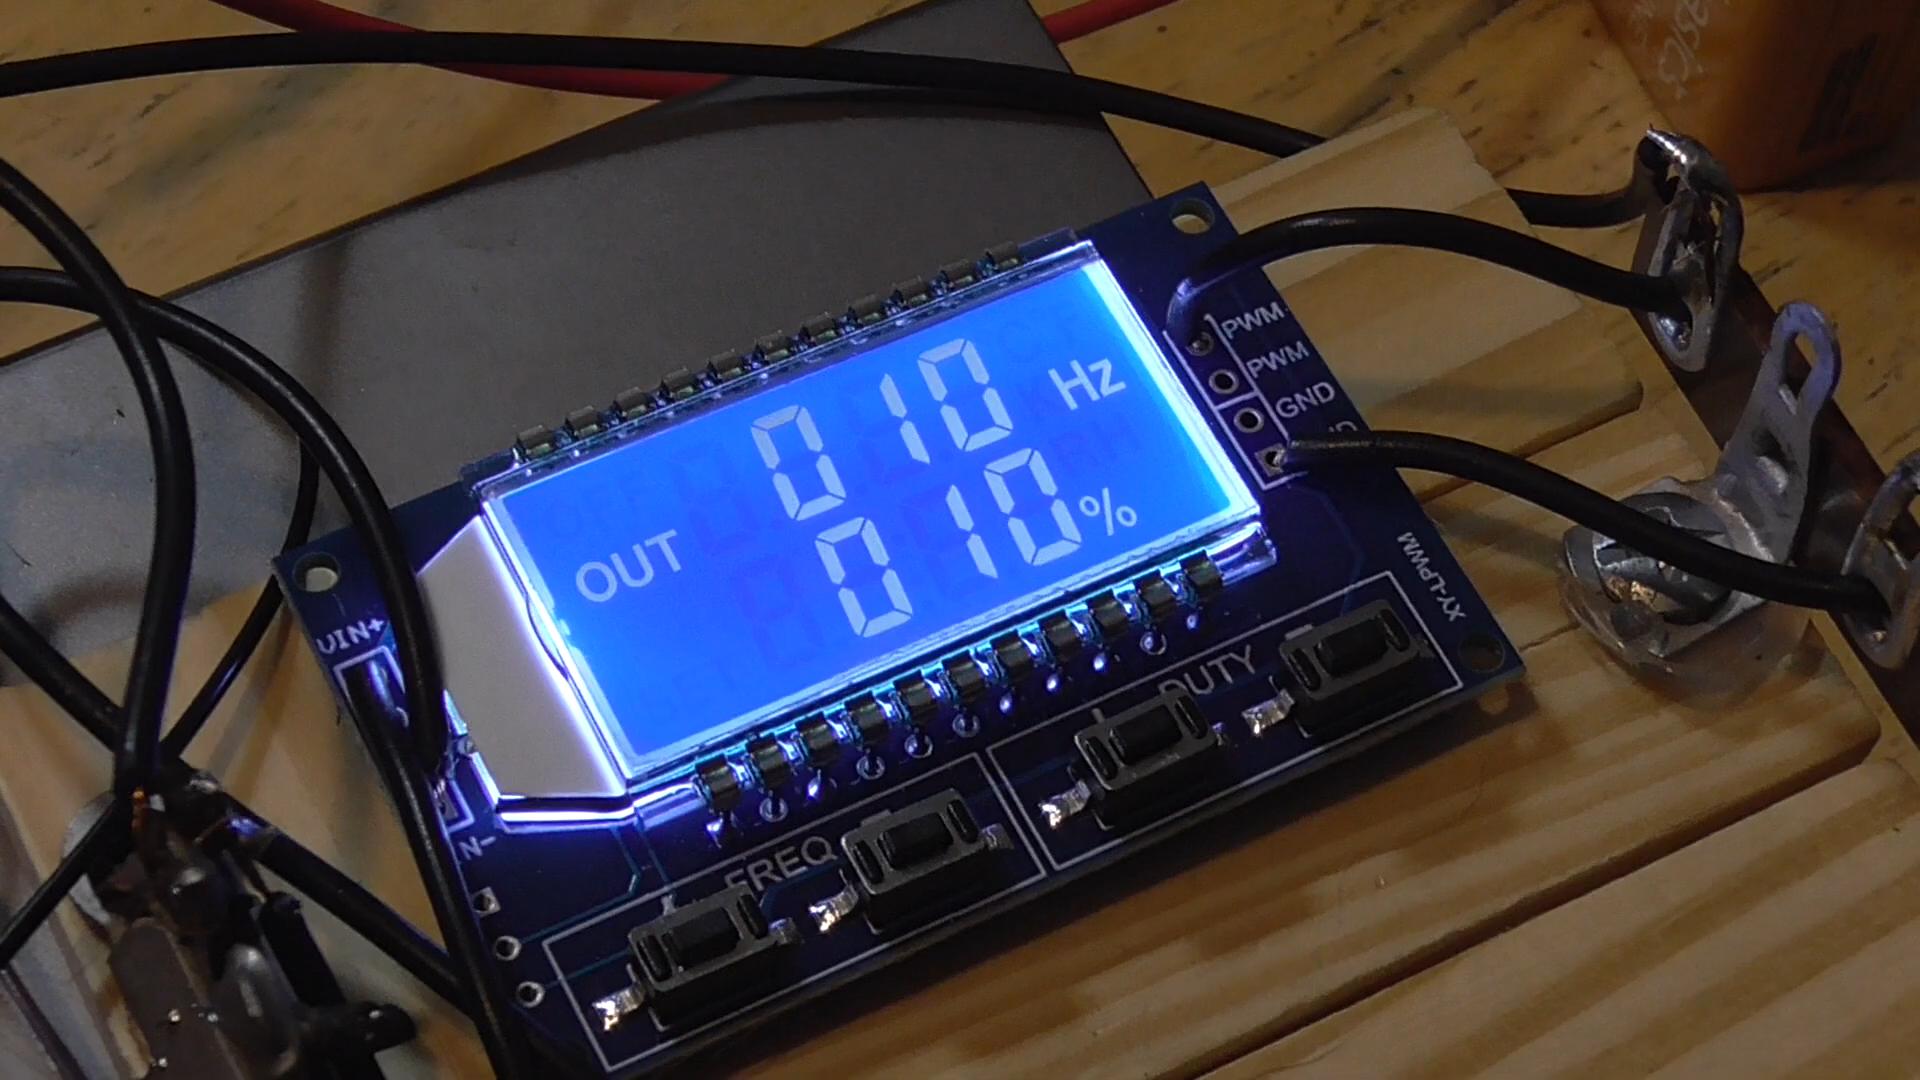 PWM
PWM
GND
010 Hz
OUT 010 %
VIN+
N-
XY-LPWM
DUTY
FREQ